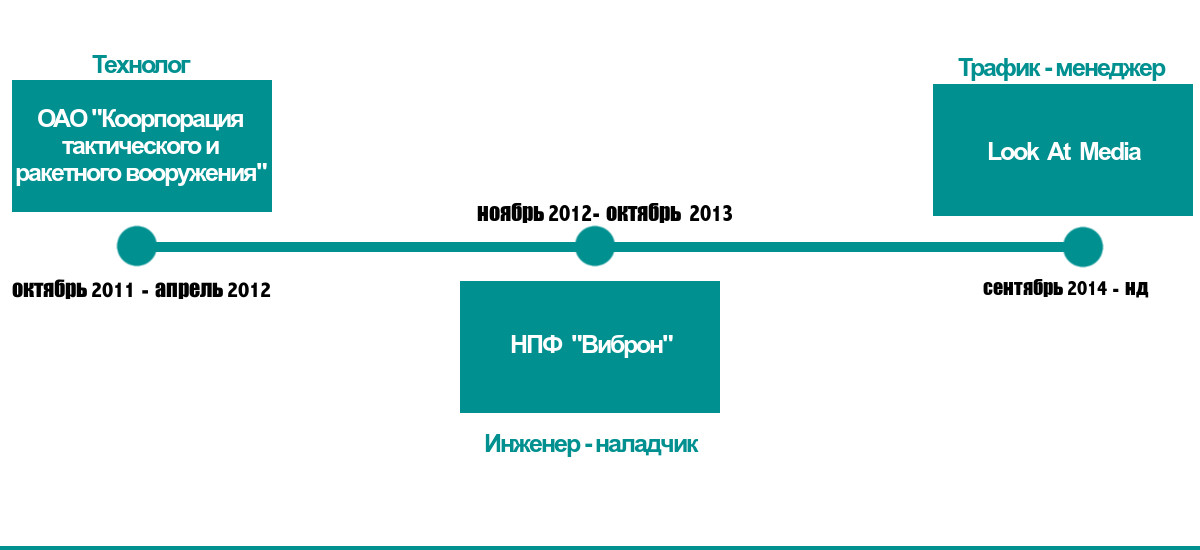 Технолог
ОАО "Коорпорация
тактического и
ракетного вооружения"
октябрь 2011 - апрель 2012
ноябрь 2012- октябрь 2013
НПФ "Виброн"
Инженер - наладчик
Трафик - менеджер
Look At Media
сентябрь 2014 - нд